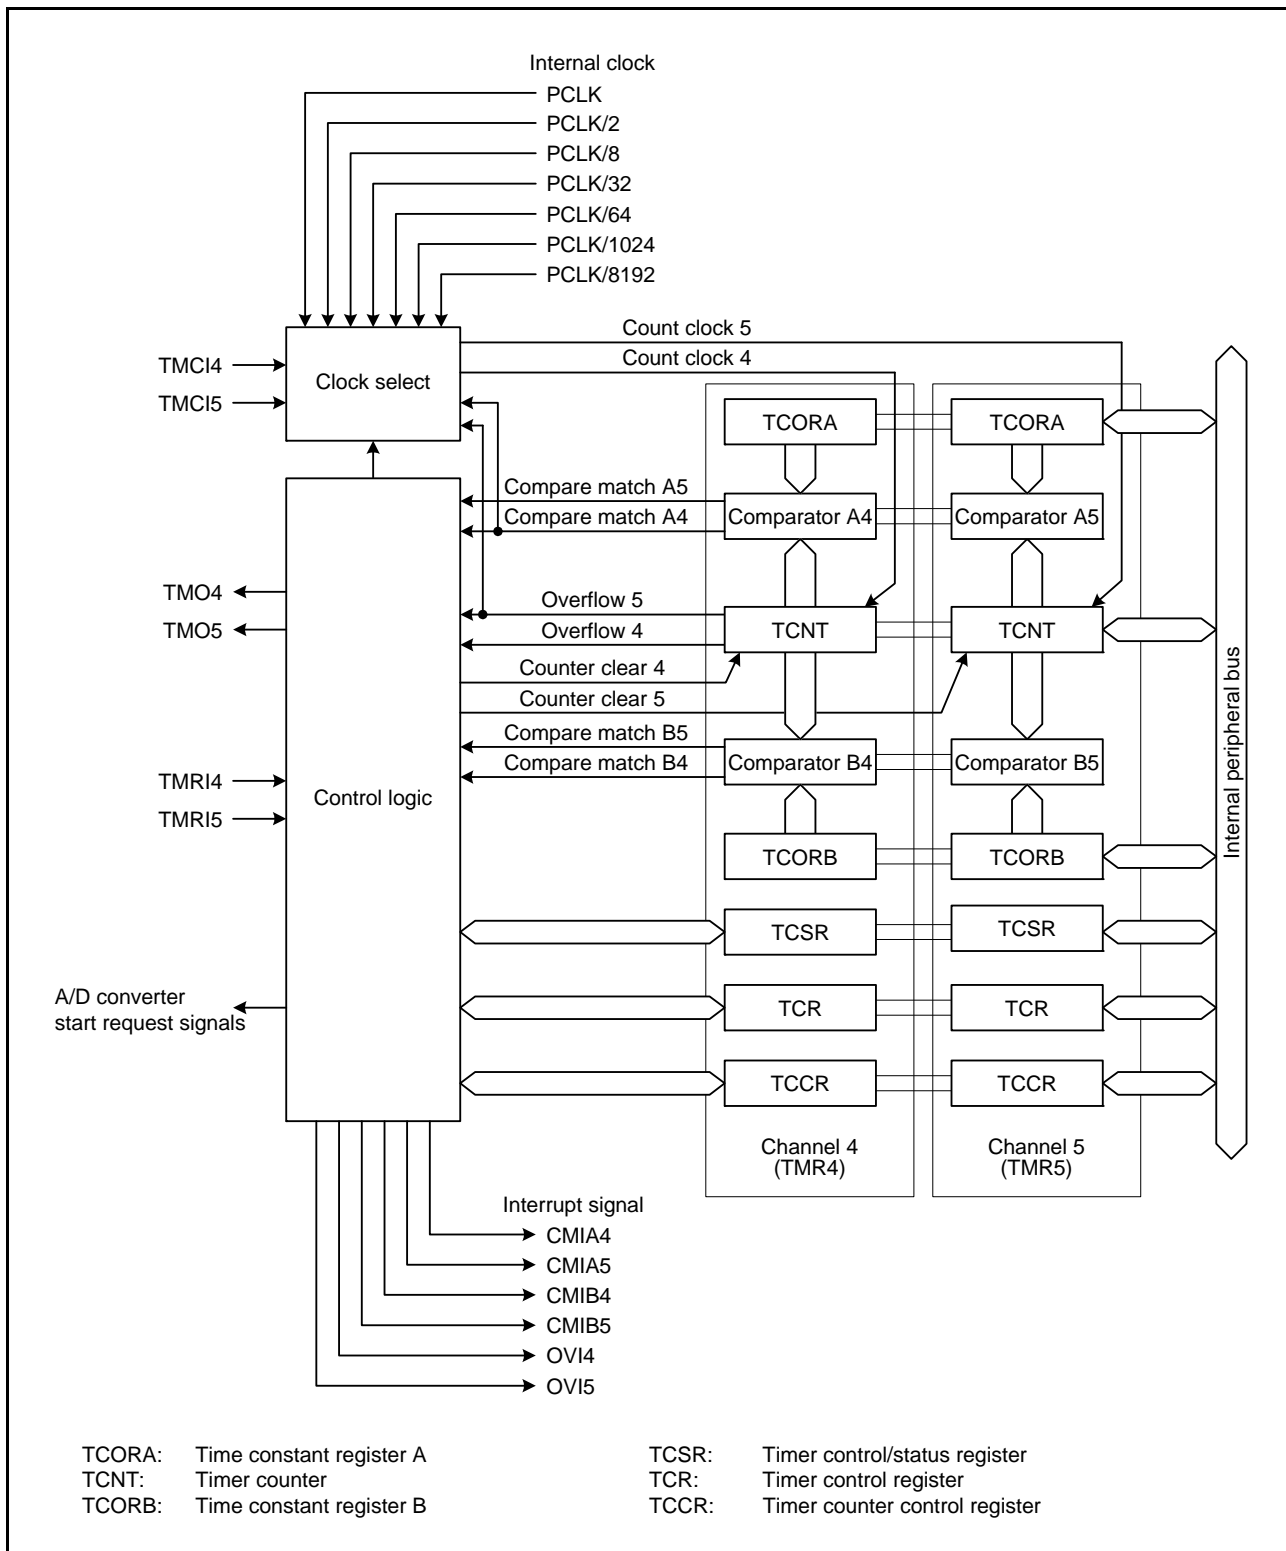 Internal clock
PCLK
PCLK/2
PCLK/8
PCLK/32
PCLK/64
PCLK/1024
PCLK/8192
Count clock 5
Count clock 4
TMCI4
TMCI5
Clock select
TCORA
TCORA
Compare match A5
Compare match A4
Comparator A4
Comparator A5
TMO4
TMO5
Overflow 5
Overflow 4
TCNT
TCNT
Counter clear 4
Counter clear 5
Compare match B5
Compare match B4
Comparator B4
Comparator B5
TMRI4
TMRI5
Control logic
Internal peripheral bus
TCORB
TCORB
TCSR
TCSR
A/D converter
start request signals
TCR
TCR
TCCR
TCCR
Channel 4
(TMR4)
Channel 5
(TMR5)
Interrupt signal
CMIA4
CMIA5
CMIB4
CMIB5
OVI4
OVI5
TCORA: Time constant register A
TCNT: Timer counter
TCORB: Time constant register B
TCSR: Timer control/status register
TCR: Timer control register
TCCR: Timer counter control register